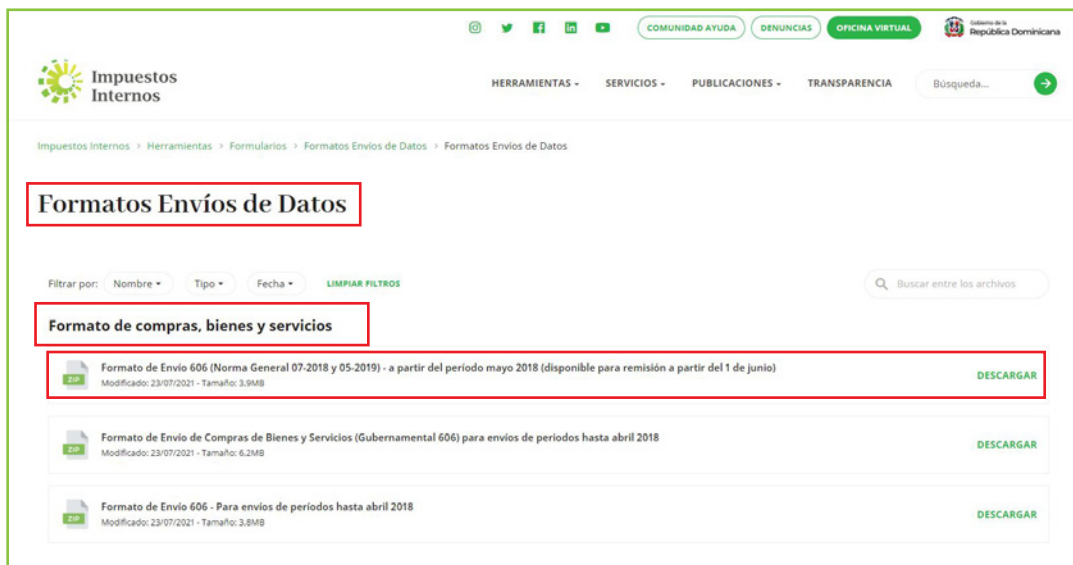 COMUNIDAD AYUDA DENUNCIAS OFICINA VIRTUAL Gobierno de la
República Dominicana
Impuestos
Internos
HERRAMIENTAS SERVICIOS PUBLICACIONES TRANSPARENCIA Búsqueda...
Impuestos Internos > Herramientas > Formularios > Formatos Envíos de Datos > Formatos Envíos de Datos
Formatos Envíos de Datos
Filtrar por: Nombre Tipo Fecha LIMPIAR FILTROS Buscar entre los archivos
Formato de compras, bienes y servicios
Formato de Envío 606 (Norma General 07-2018 y 05-2019) - a partir del período mayo 2018 (disponible para remisión a partir del 1 de junio)
ZIP Modificado: 23/07/2021 - Tamaño: 3.9MB DESCARGAR
Formato de Envío de Compras de Bienes y Servicios (Gubernamental 606) para envíos de periodos hasta abril 2018
ZIP Modificado: 23/07/2021 - Tamaño: 6.2MB DESCARGAR
Formato de Envío 606 - Para envíos de períodos hasta abril 2018
ZIP Modificado: 23/07/2021 - Tamaño: 3.8MB DESCARGAR